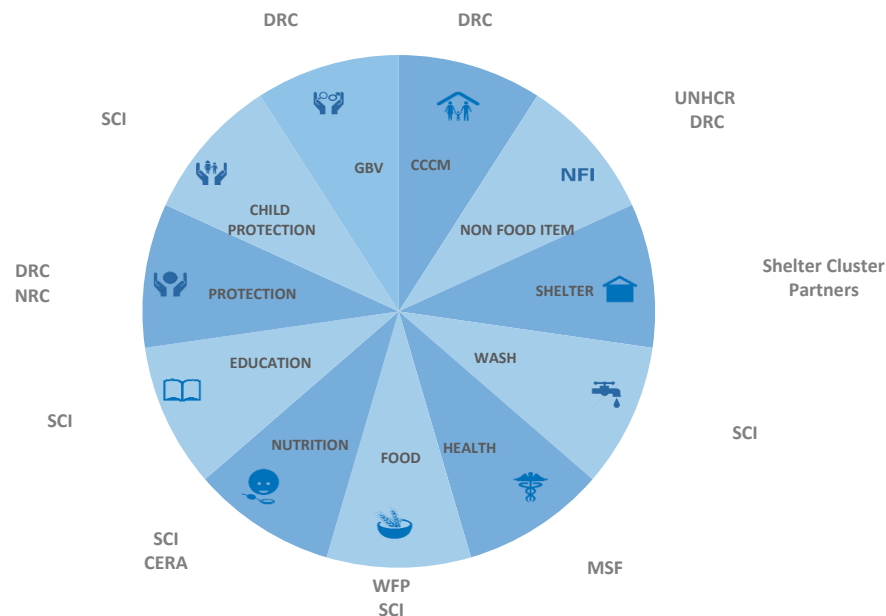 DRC
DRC
UNHCR
DRC
SCI
GBV
CCCM
NFI
CHILD
PROTECTION
NON FOOD ITEM
DRC
NRC
PROTECTION
SHELTER
Shelter Cluster
Partners
EDUCATION
WASH
SCI
SCI
NUTRITION
FOOD
HEALTH
SCI
CERA
WFP
SCI
MSF